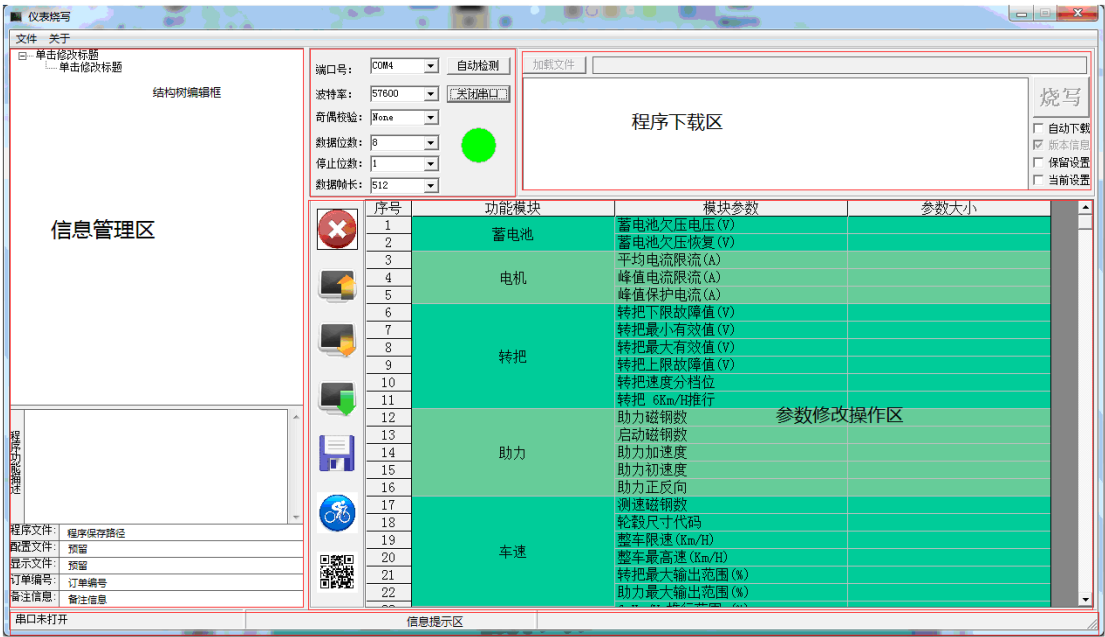 仪表烧写
文件 关于
单击修改标题
单击修改标题
结构树编辑框
信息管理区
程序功能描述
程序文件: 程序保存路径
配置文件: 预留
显示文件: 预留
订单编号: 订单编号
备注信息: 备注信息
端口号: COM4 自动检测
波特率: 57600 关闭串口
奇偶校验: None
数据位数: 8
停止位数: 1
数据帧长: 512
加载文件
程序下载区
烧写
自动下载
版本信息
保留设置
当前设置
序号 功能模块 模块参数 参数大小
蓄电池
1 蓄电池欠压电压(V)
2 蓄电池欠压恢复(V)
电机
3 平均电流限流(A)
4 峰值电流限流(A)
5 峰值保护电流(A)
转把
6 转把下限故障值(V)
7 转把最小有效值(V)
8 转把最大有效值(V)
9 转把上限故障值(V)
10 转把速度分档位
11 转把 6Km/H推行
参数修改操作区
助力
12 助力磁钢数
13 启动磁钢数
14 助力加速度
15 助力初速度
16 助力正反向
车速
17 测速磁钢数
18 轮毂尺寸代码
19 整车限速(Km/H)
20 整车最高速(Km/H)
21 转把最大输出范围(%)
22 助力最大输出范围(%)
串口未打开 信息提示区